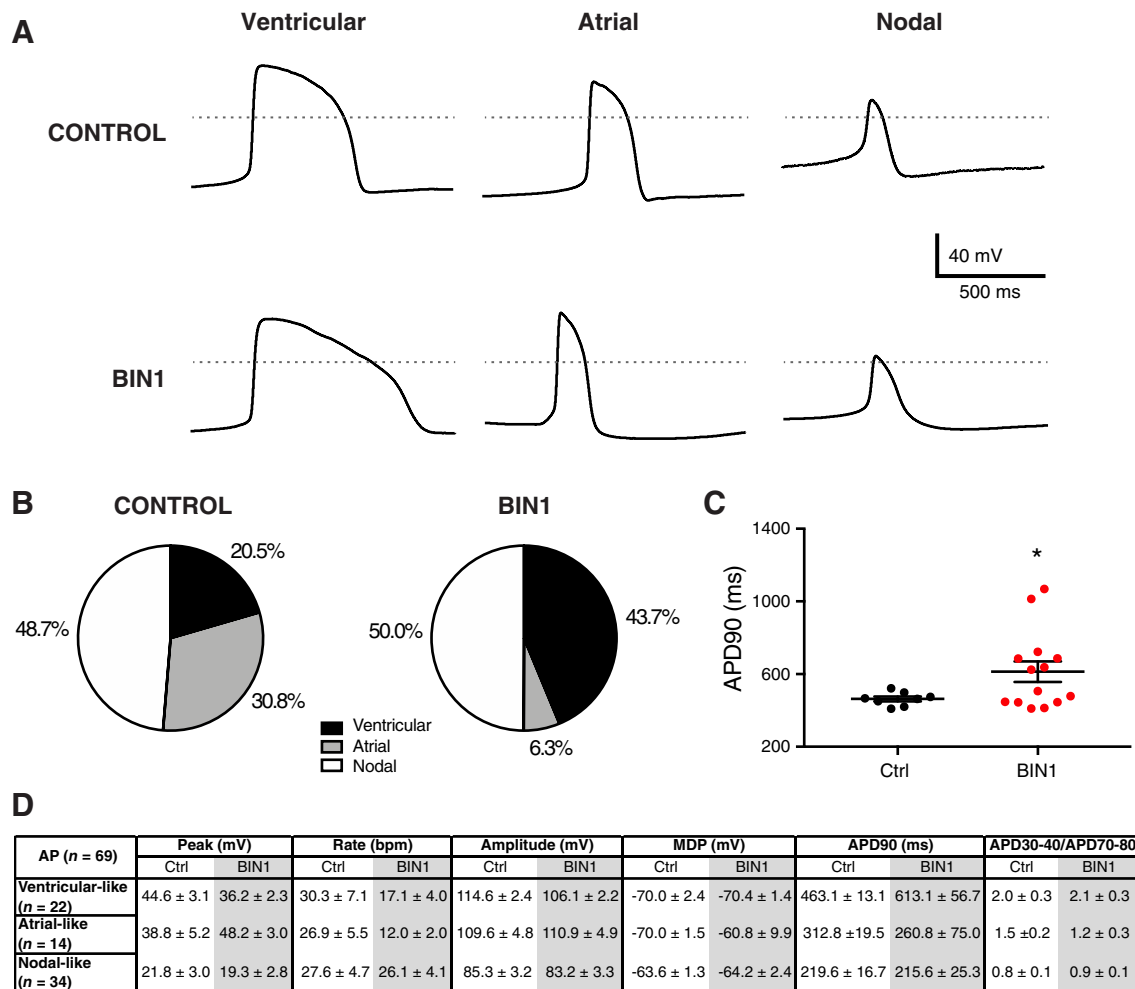 A
Ventricular Atrial Nodal
CONTROL
40 mV
500 ms
BIN1
B
CONTROL BIN1
20.5%
48.7%
30.8%
43.7%
50.0%
6.3%
Ventricular
Atrial
Nodal
C
*
APD90 (ms)
1400
1000
600
200
Ctrl BIN1
D
AP (n = 69) Peak (mV) Rate (bpm) Amplitude (mV) MDP (mV) APD90 (ms) APD30-40/APD70-80
Ctrl BIN1 Ctrl BIN1 Ctrl BIN1 Ctrl BIN1 Ctrl BIN1 Ctrl BIN1
Ventricular-like
(n = 22) 44.6 ± 3.1 36.2 ± 2.3 30.3 ± 7.1 17.1 ± 4.0 114.6 ± 2.4 106.1 ± 2.2 -70.0 ± 2.4 -70.4 ± 1.4 463.1 ± 13.1 613.1 ± 56.7 2.0 ± 0.3 2.1 ± 0.3
Atrial-like
(n = 14) 38.8 ± 5.2 48.2 ± 3.0 26.9 ± 5.5 12.0 ± 2.0 109.6 ± 4.8 110.9 ± 4.9 -70.0 ± 1.5 -60.8 ± 9.9 312.8 ±19.5 260.8 ± 75.0 1.5 ±0.2 1.2 ± 0.3
Nodal-like
(n = 34) 21.8 ± 3.0 19.3 ± 2.8 27.6 ± 4.7 26.1 ± 4.1 85.3 ± 3.2 83.2 ± 3.3 -63.6 ± 1.3 -64.2 ± 2.4 219.6 ± 16.7 215.6 ± 25.3 0.8 ± 0.1 0.9 ± 0.1